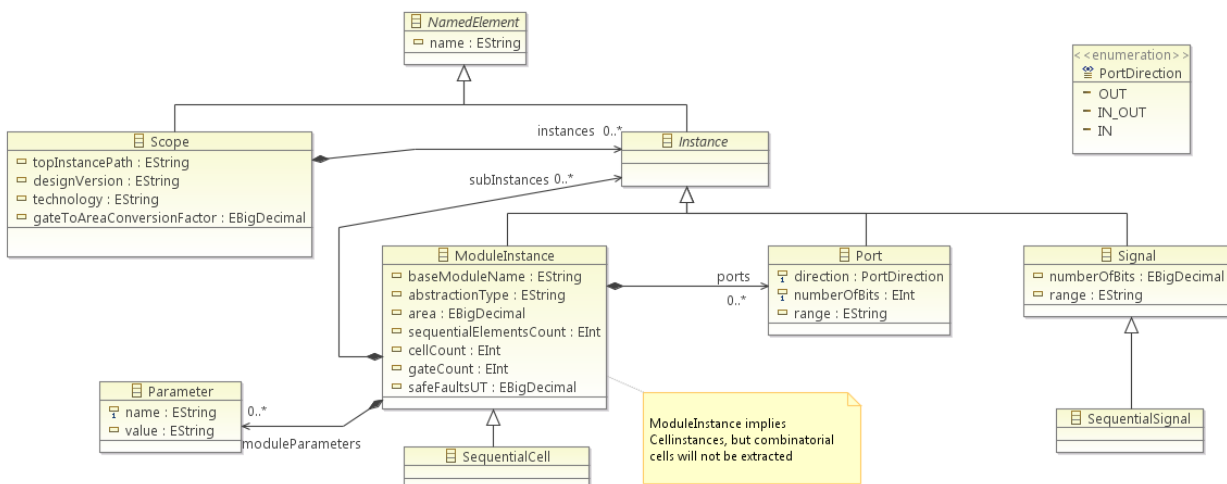 NamedElement
name : EString
<<enumeration>>
PortDirection
OUT
IN_OUT
IN
Scope
topInstancePath : EString
designVersion : EString
technology : EString
gateToAreaConversionFactor : EBigDecimal
instances 0..*
Instance
subInstances 0..*
ModuleInstance
baseModuleName : EString
abstractionType : EString
area : EBigDecimal
sequentialElementsCount : EInt
cellCount : EInt
gateCount : EInt
safeFaultsUT : EBigDecimal
ports
0..*
Port
direction : PortDirection
numberOfBits : EInt
range : EString
Signal
numberOfBits : EBigDecimal
range : EString
Parameter
name : EString
value : EString
0..*
moduleParameters
SequentialCell
ModuleInstance implies
Cellinstances, but combinatorial
cells will not be extracted
SequentialSignal